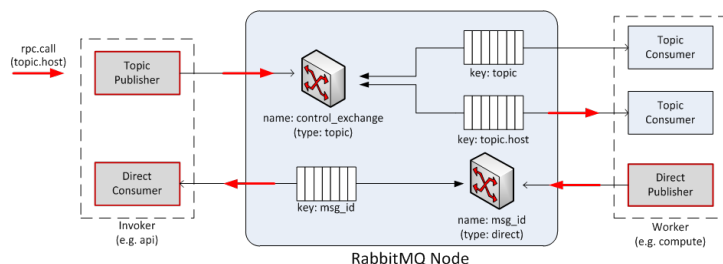 rpc.call
(topic.host)
Topic
Publisher
name: control_exchange
(type: topic)
key: topic
key: topic.host
Topic
Consumer
Topic
Consumer
Direct
Consumer
key: msg_id
name: msg_id
(type: direct)
Direct
Publisher
Invoker
(e.g. api)
Worker
(e.g. compute)
RabbitMQ Node